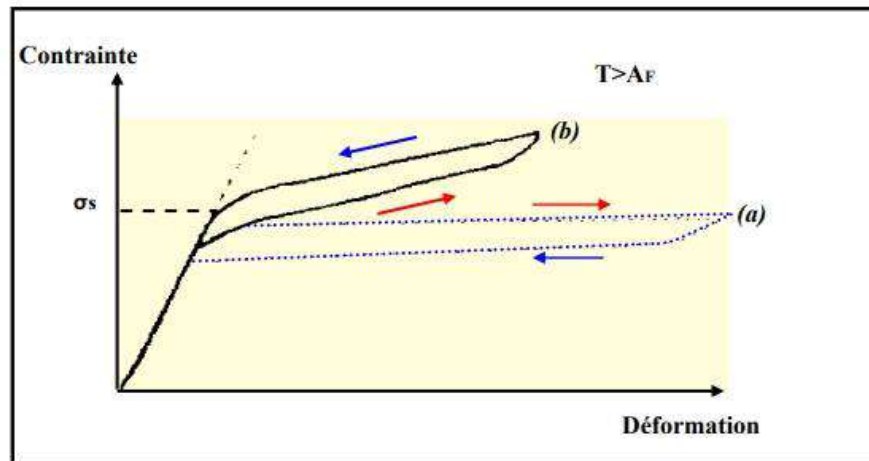 Contrainte
T>AF
(b)
σs
(a)
Déformation